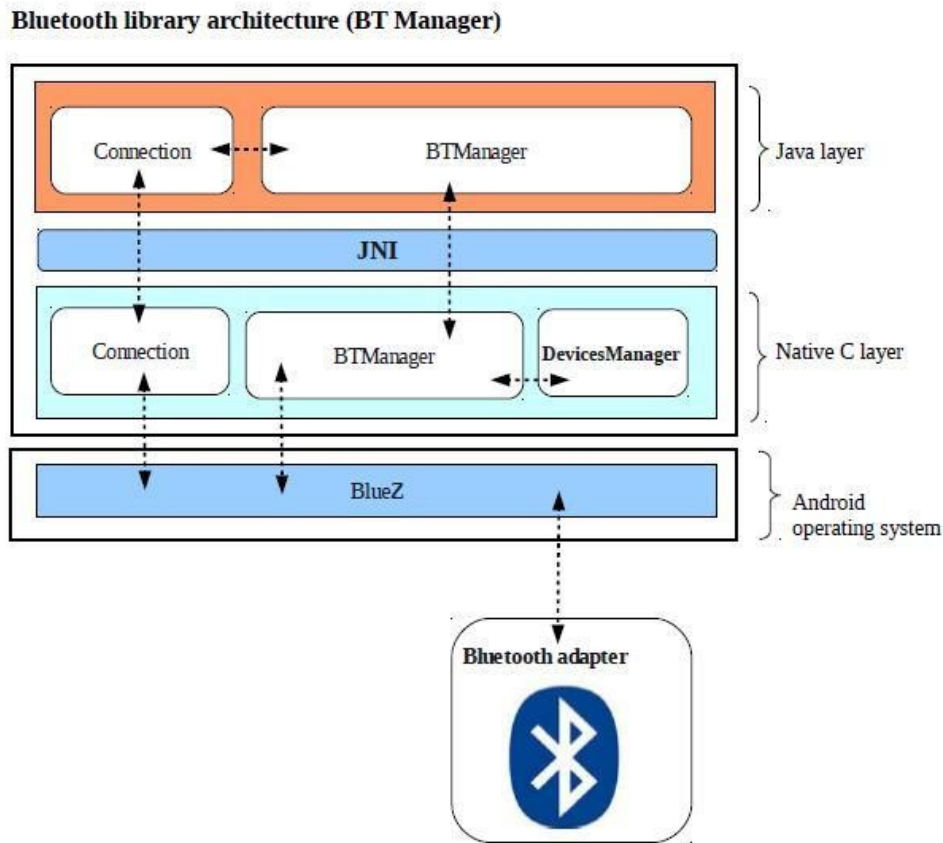 Bluetooth library architecture (BT Manager)
Connection
BTManager
Java layer
JNI
Connection
BTManager
DevicesManager
Native C layer
BlueZ
Android
operating system
Bluetooth adapter